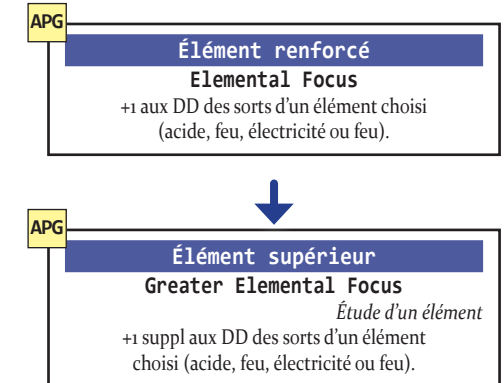 APG
Élément renforcé
Elemental Focus
+1 aux DD des sorts d'un élément choisi
(acide, feu, électricité ou feu).
APG
Élément supérieur
Greater Elemental Focus
Étude d'un élément
+1 suppl aux DD des sorts d'un élément
choisi (acide, feu, électricité ou feu).